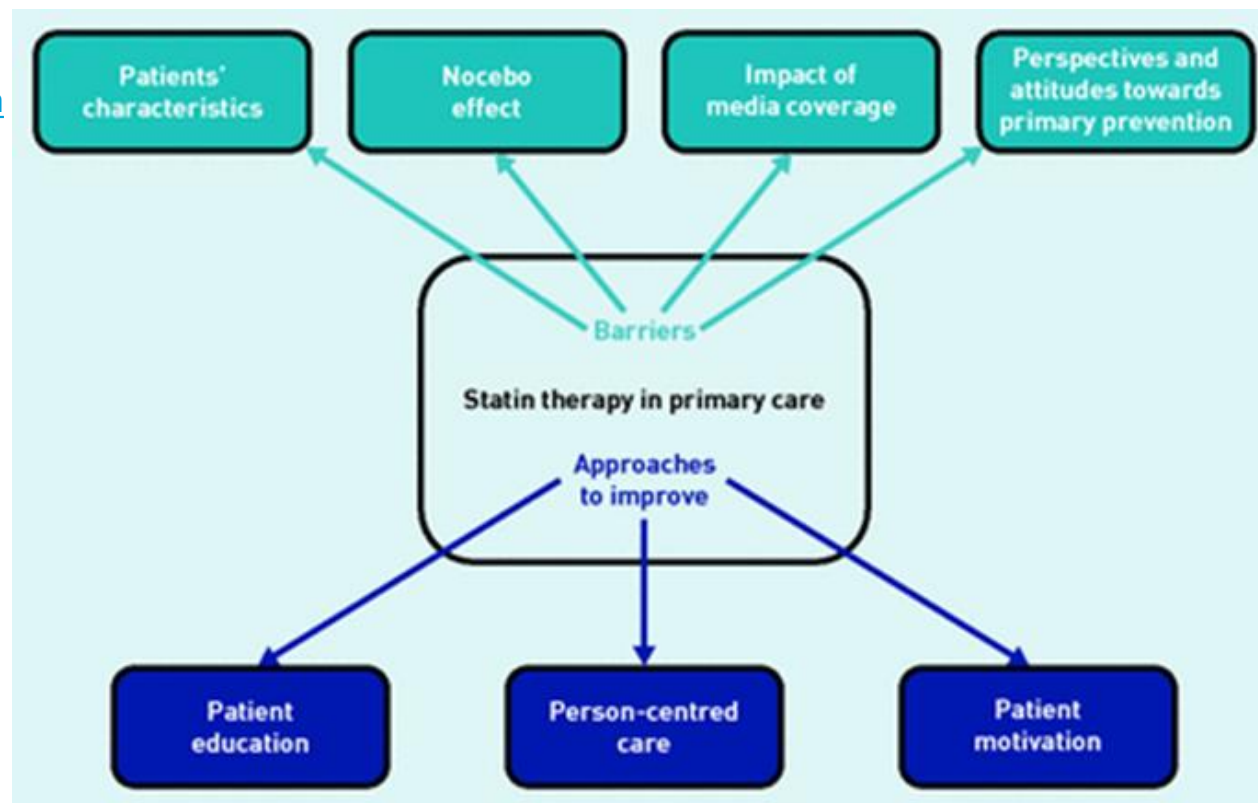 Patients'
characteristics
Nocebo
effect
Impact of
media coverage
Perspectives and
attitudes towards
primary prevention
Barriers
Statin therapy in primary care
Approaches
to improve
Patient
education
Person-centred
care
Patient
motivation